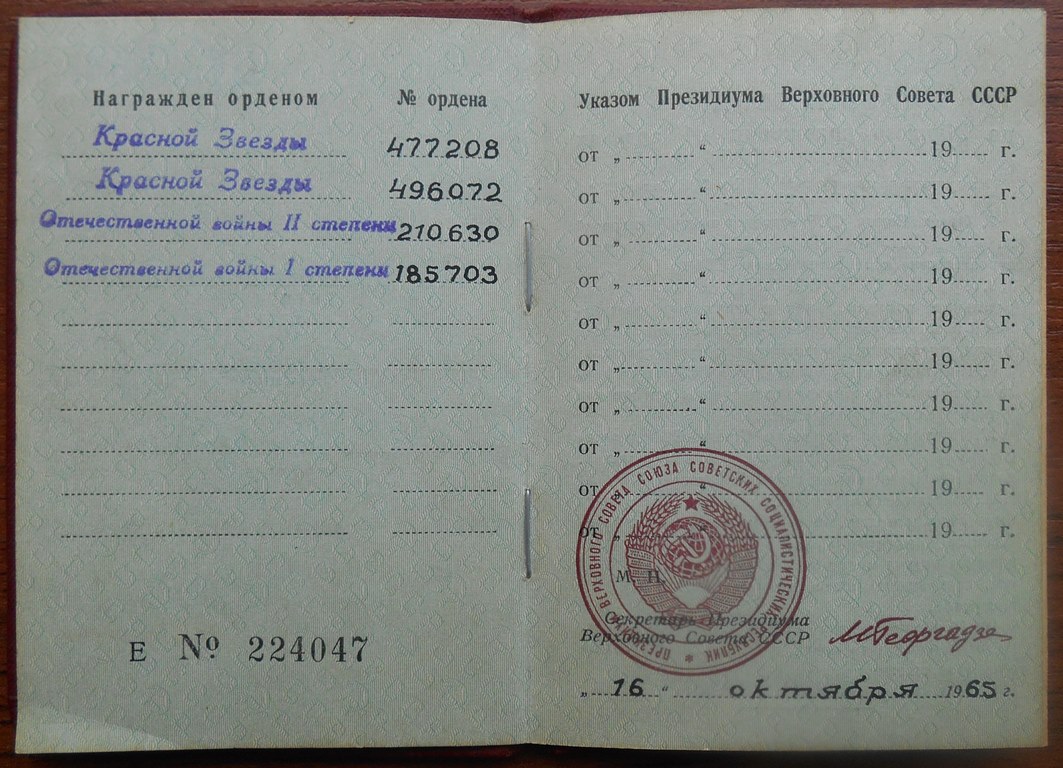 Награжден орденом № ордена
Красной Звезды 477208
Красной Звезды 496072
Отечественной войны II степени 210630
Отечественной войны I степени 185703
Е № 224047
Указом Президиума Верховного Совета СССР
от „ “ 19 г.
от „ “ 19 г.
от „ “ 19 г.
от „ “ 19 г.
от „ “ 19 г.
от „ “ 19 г.
от „ “ 19 г.
от „ “ 19 г.
от „ “ 19 г.
от „ “ 19 г.
ПРЕЗИДИУМ ВЕРХОВНОГО СОВЕТА СОЮЗА СОВЕТСКИХ СОЦИАЛИСТИЧЕСКИХ РЕСПУБЛИК *
М. П.
Секретарь Президиума
Верховного Совета СССР МГеоргадзе
„ 16 “ октября 1965 г.